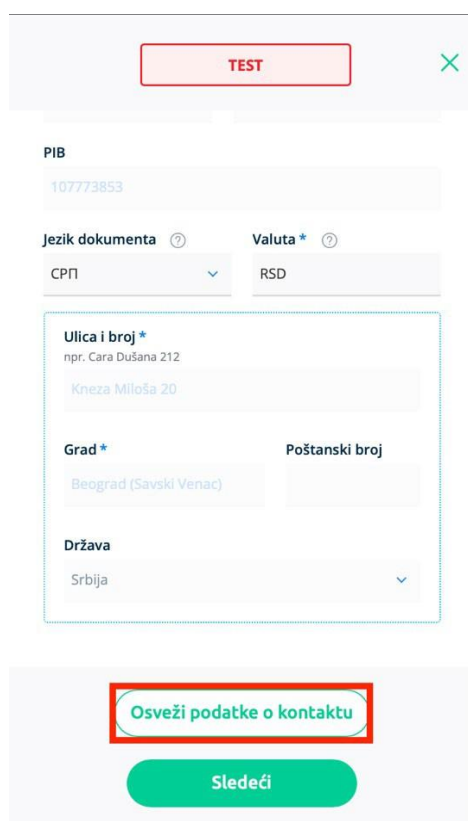 TEST
PIB
107773853
Jezik dokumenta
Valuta *
СРП
RSD
Ulica i broj *
npr. Cara Dušana 212
Kneza Miloša 20
Grad *
Poštanski broj
Beograd (Savski Venac)
Država
Srbija
Osveži podatke o kontaktu
Sledeći